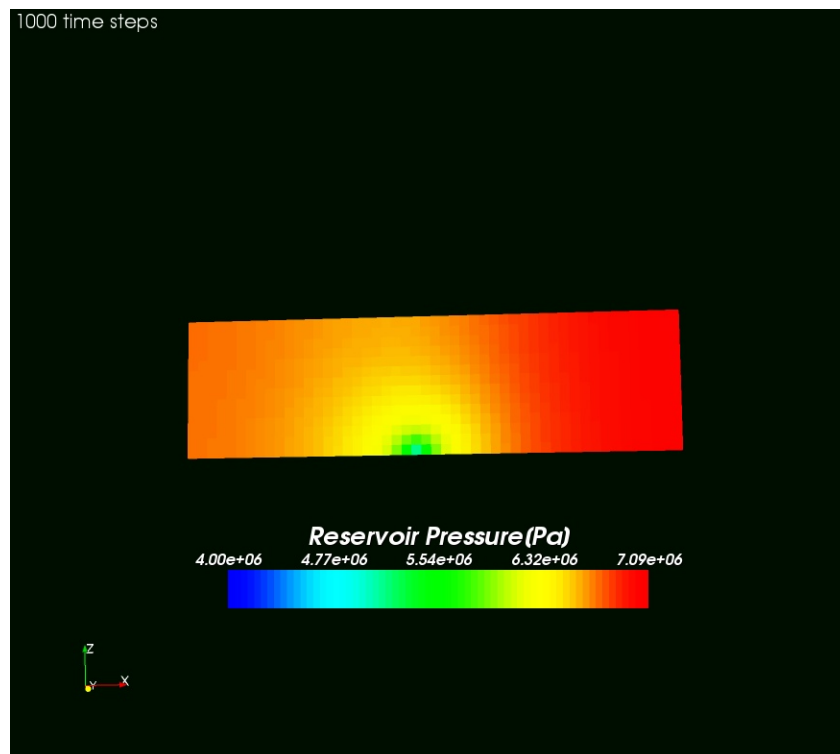 1000 time steps
Reservoir Pressure(Pa)
4.00e+06 4.77e+06 5.54e+06 6.32e+06 7.09e+06
Z
Y X